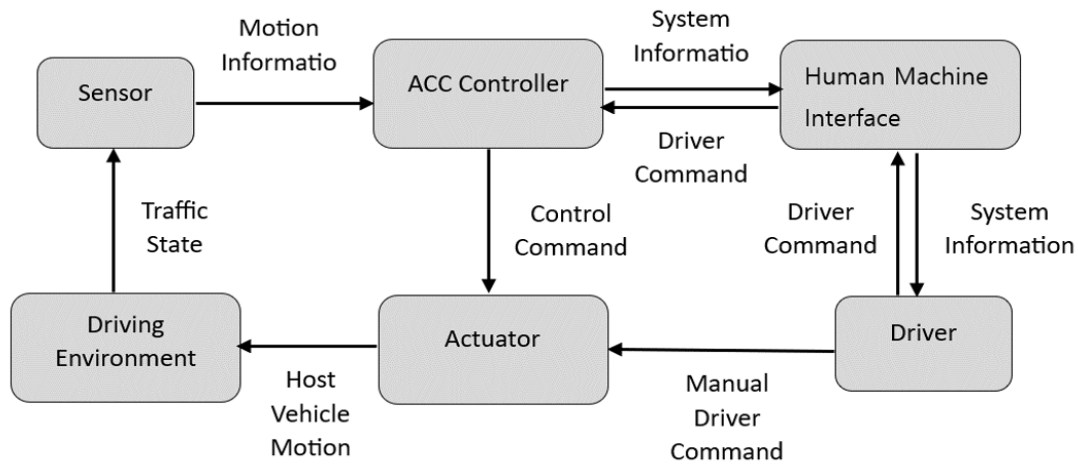 Motion
Informatio
System
Informatio
Sensor
ACC Controller
Human Machine
Interface
Driver
Command
Traffic
State
Control
Command
Driver
Command
System
Information
Driving
Environment
Actuator
Driver
Host
Vehicle
Motion
Manual
Driver
Command